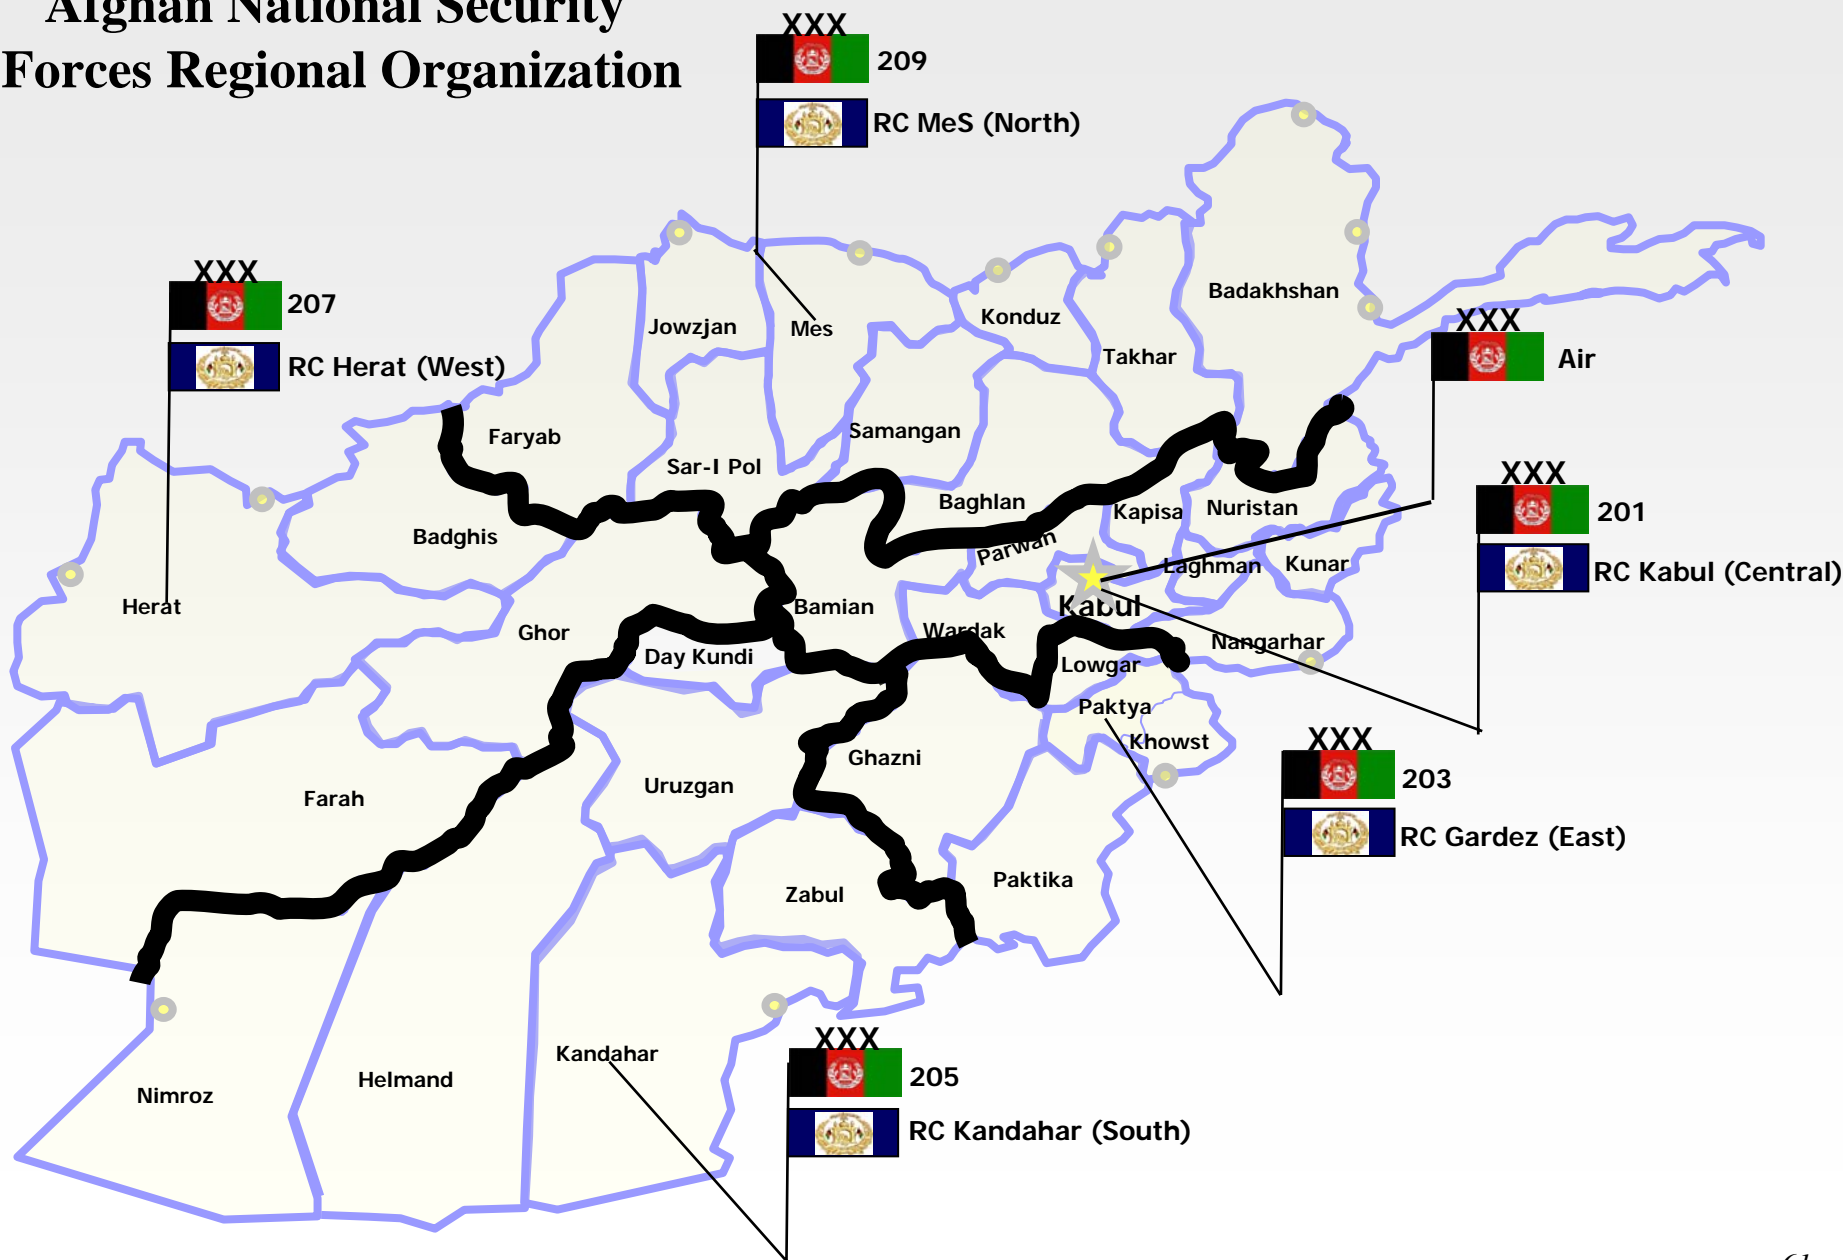 Afghan National Security
Forces Regional Organization
XXX
209
RC MeS (North)
XXX
207
RC Herat (West)
XXX
Air
XXX
201
RC Kabul (Central)
XXX
203
RC Gardez (East)
XXX
205
RC Kandahar (South)
Badakhshan
Konduz
Jowzjan
Mes
Takhar
Faryab
Samangan
Sar-I Pol
Baghlan
Kapisa
Nuristan
Badghis
Parwan
Laghman
Kunar
Herat
Bamian
Kabul
Ghor
Wardak
Nangarhar
Day Kundi
Lowgar
Paktya
Khowst
Ghazni
Uruzgan
Farah
Zabul
Paktika
Kandahar
Helmand
Nimroz
61